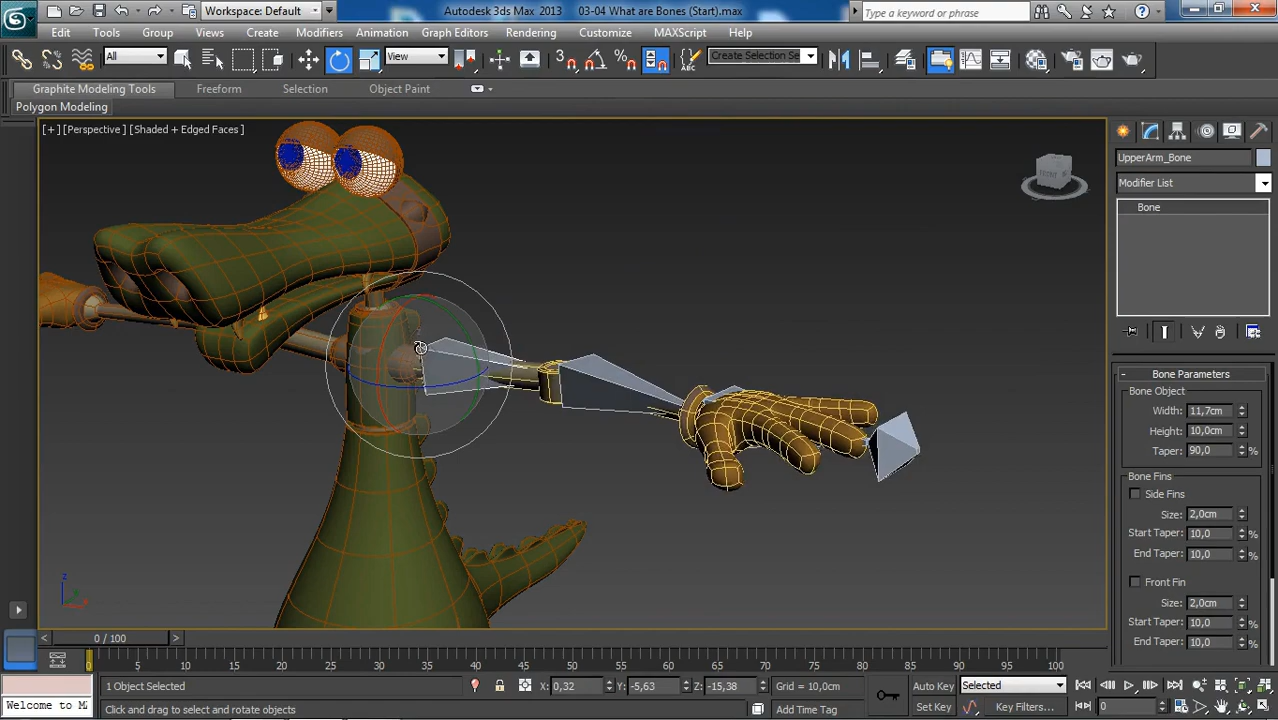 Workspace: Default
Autodesk 3ds Max 2013
03-04 What are Bones (Start).max
Type a keyword or phrase
Edit Tools Group Views Create Modifiers Animation Graph Editors Rendering Customize MAXScript Help
All
View
3
Create Selection Se
Graphite Modeling Tools Freeform Selection Object Paint
Polygon Modeling
[+] [Perspective] [Shaded + Edged Faces]
UpperArm_Bone
Modifier List
Bone
- Bone Parameters
Bone Object
Width: 11,7cm
Height: 10,0cm
Taper: 90,0 %
Bone Fins
Side Fins
Size: 2,0cm
Start Taper: 10,0 %
End Taper: 10,0 %
Front Fin
Size: 2,0cm
Start Taper: 10,0 %
End Taper: 10,0 %
z
x
< 0 / 100 >
0 5 10 15 20 25 30 35 40 45 50 55 60 65 70 75 80 85 90 95 100
1 Object Selected
X: 0,32 Y: -5,63 Z: -15,38 Grid = 10,0cm
Auto Key Selected
Welcome to M
Click and drag to select and rotate objects
Add Time Tag
Set Key Key Filters... 0